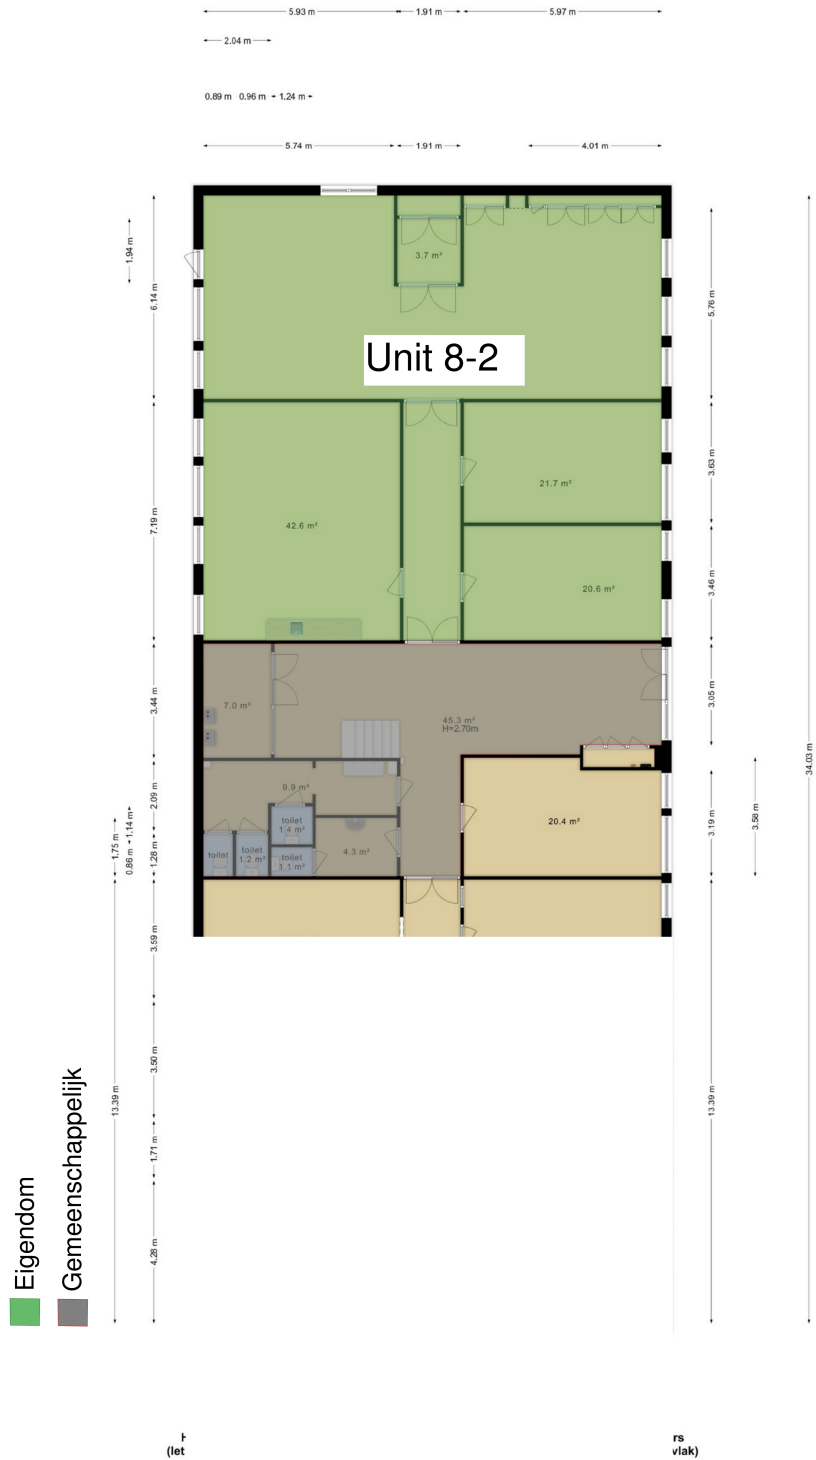 5.93 m 1.91 m 5.97 m
2.04 m
0.89 m 0.96 m 1.24 m
5.74 m 1.91 m 4.01 m
1.94 m
6.14 m
3.7 m²
5.76 m
Unit 8-2
7.19 m
42.6 m²
21.7 m²
3.63 m
20.6 m²
3.46 m
3.44 m
7.0 m²
45.3 m²
H=2.70m
3.05 m
34.03 m
2.09 m
9.9 m²
1.75 m
0.86 m 1.14 m
1.28 m
toilet
1.4 m²
toilet
toilet
1.2 m²
toilet
1.1 m²
4.3 m²
20.4 m²
3.19 m
3.58 m
3.59 m
13.39 m
3.50 m
1.71 m
4.28 m
13.39 m
Eigendom
Gemeenschappelijk
rs
(let vlak)